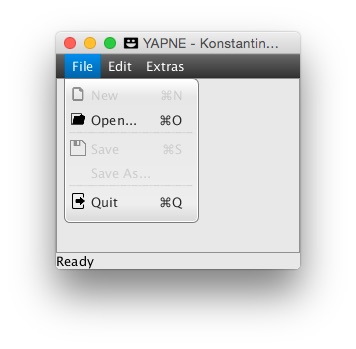 YAPNE - Konstantin...
File Edit Extras
New ⌘N
Open... ⌘O
Save ⌘S
Save As...
Quit ⌘Q
Ready